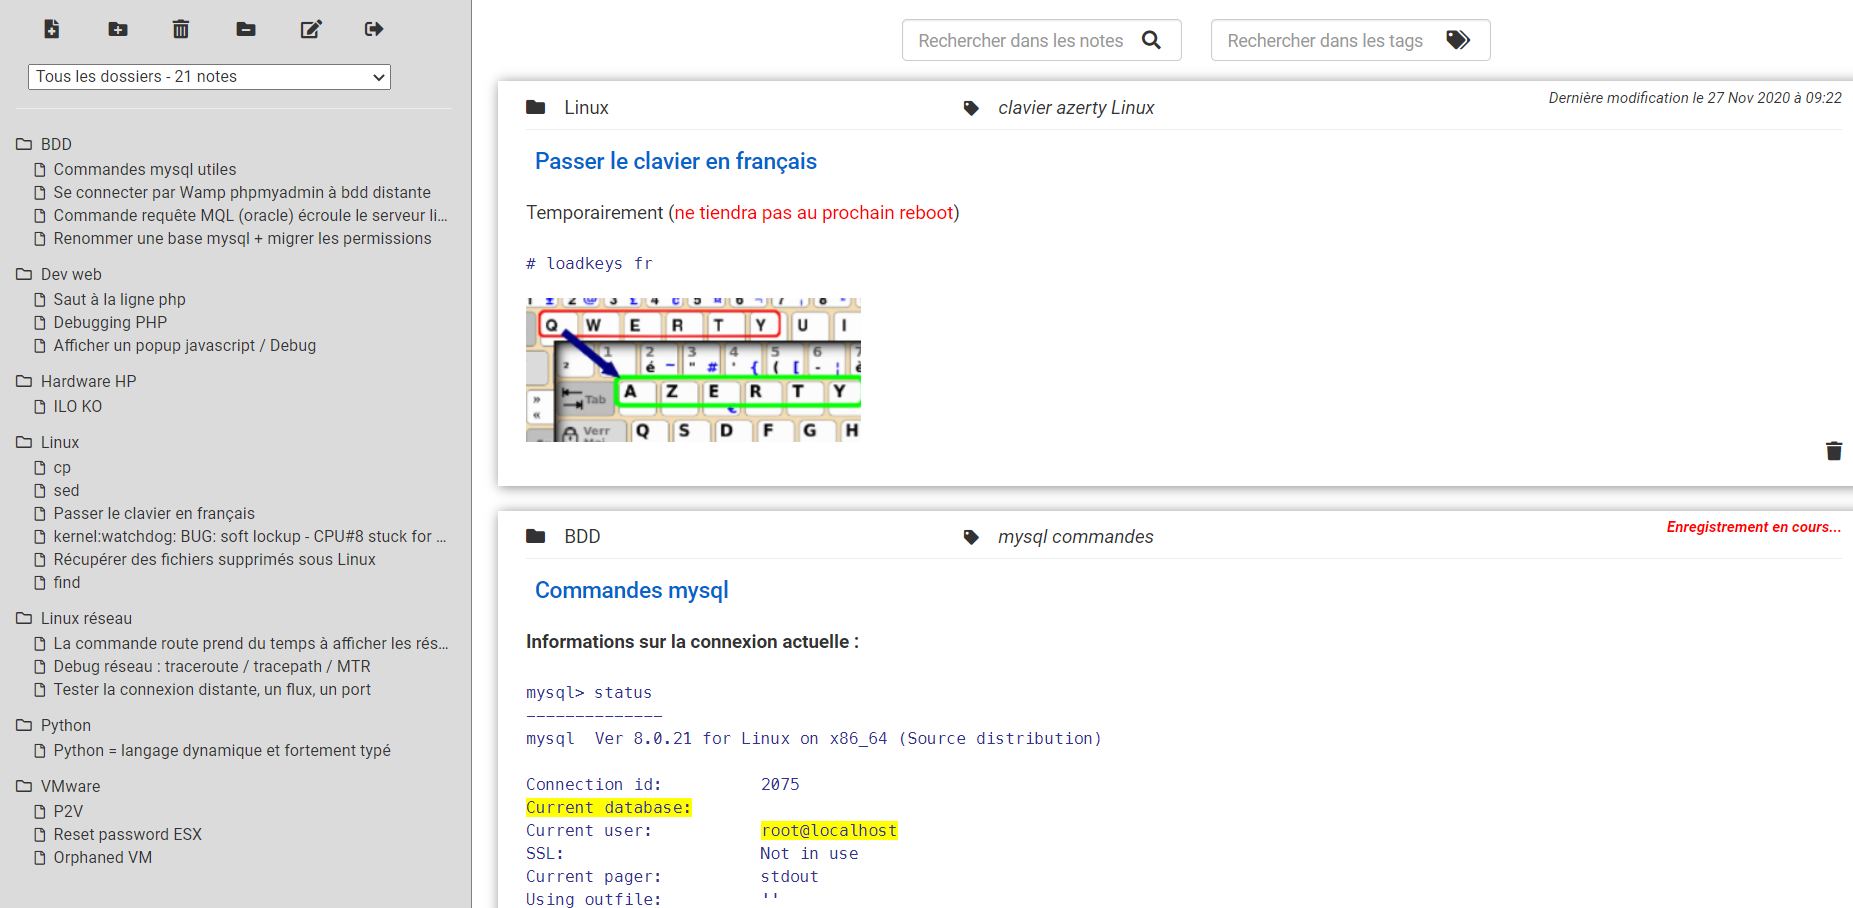 Tous les dossiers - 21 notes
BDD
Commandes mysql utiles
Se connecter par Wamp phpmyadmin à bdd distante
Commande requête MQL (oracle) écroule le serveur li...
Renommer une base mysql + migrer les permissions
Dev web
Saut à la ligne php
Debugging PHP
Afficher un popup javascript / Debug
Hardware HP
ILO KO
Linux
cp
sed
Passer le clavier en français
kernel:watchdog: BUG: soft lockup - CPU#8 stuck for ...
Récupérer des fichiers supprimés sous Linux
find
Linux réseau
La commande route prend du temps à afficher les rés...
Debug réseau : traceroute / tracepath / MTR
Tester la connexion distante, un flux, un port
Python
Python = langage dynamique et fortement typé
VMware
P2V
Reset password ESX
Orphaned VM
Rechercher dans les notes
Rechercher dans les tags
Linux
clavier azerty Linux
Dernière modification le 27 Nov 2020 à 09:22
Passer le clavier en français
Temporairement (ne tiendra pas au prochain reboot)
# loadkeys fr
Q W E R T Y U I
1 2 3 4 5 6
² é ~ " # ' { ( [ - |
Tab A Z E R T Y
€
» «
Verr Q S D F G H
BDD
mysql commandes
Enregistrement en cours...
Commandes mysql
Informations sur la connexion actuelle :
mysql> status
--------------
mysql  Ver 8.0.21 for Linux on x86_64 (Source distribution)
Connection id: 2075
Current database:
Current user: root@localhost
SSL: Not in use
Current pager: stdout
Using outfile: ''